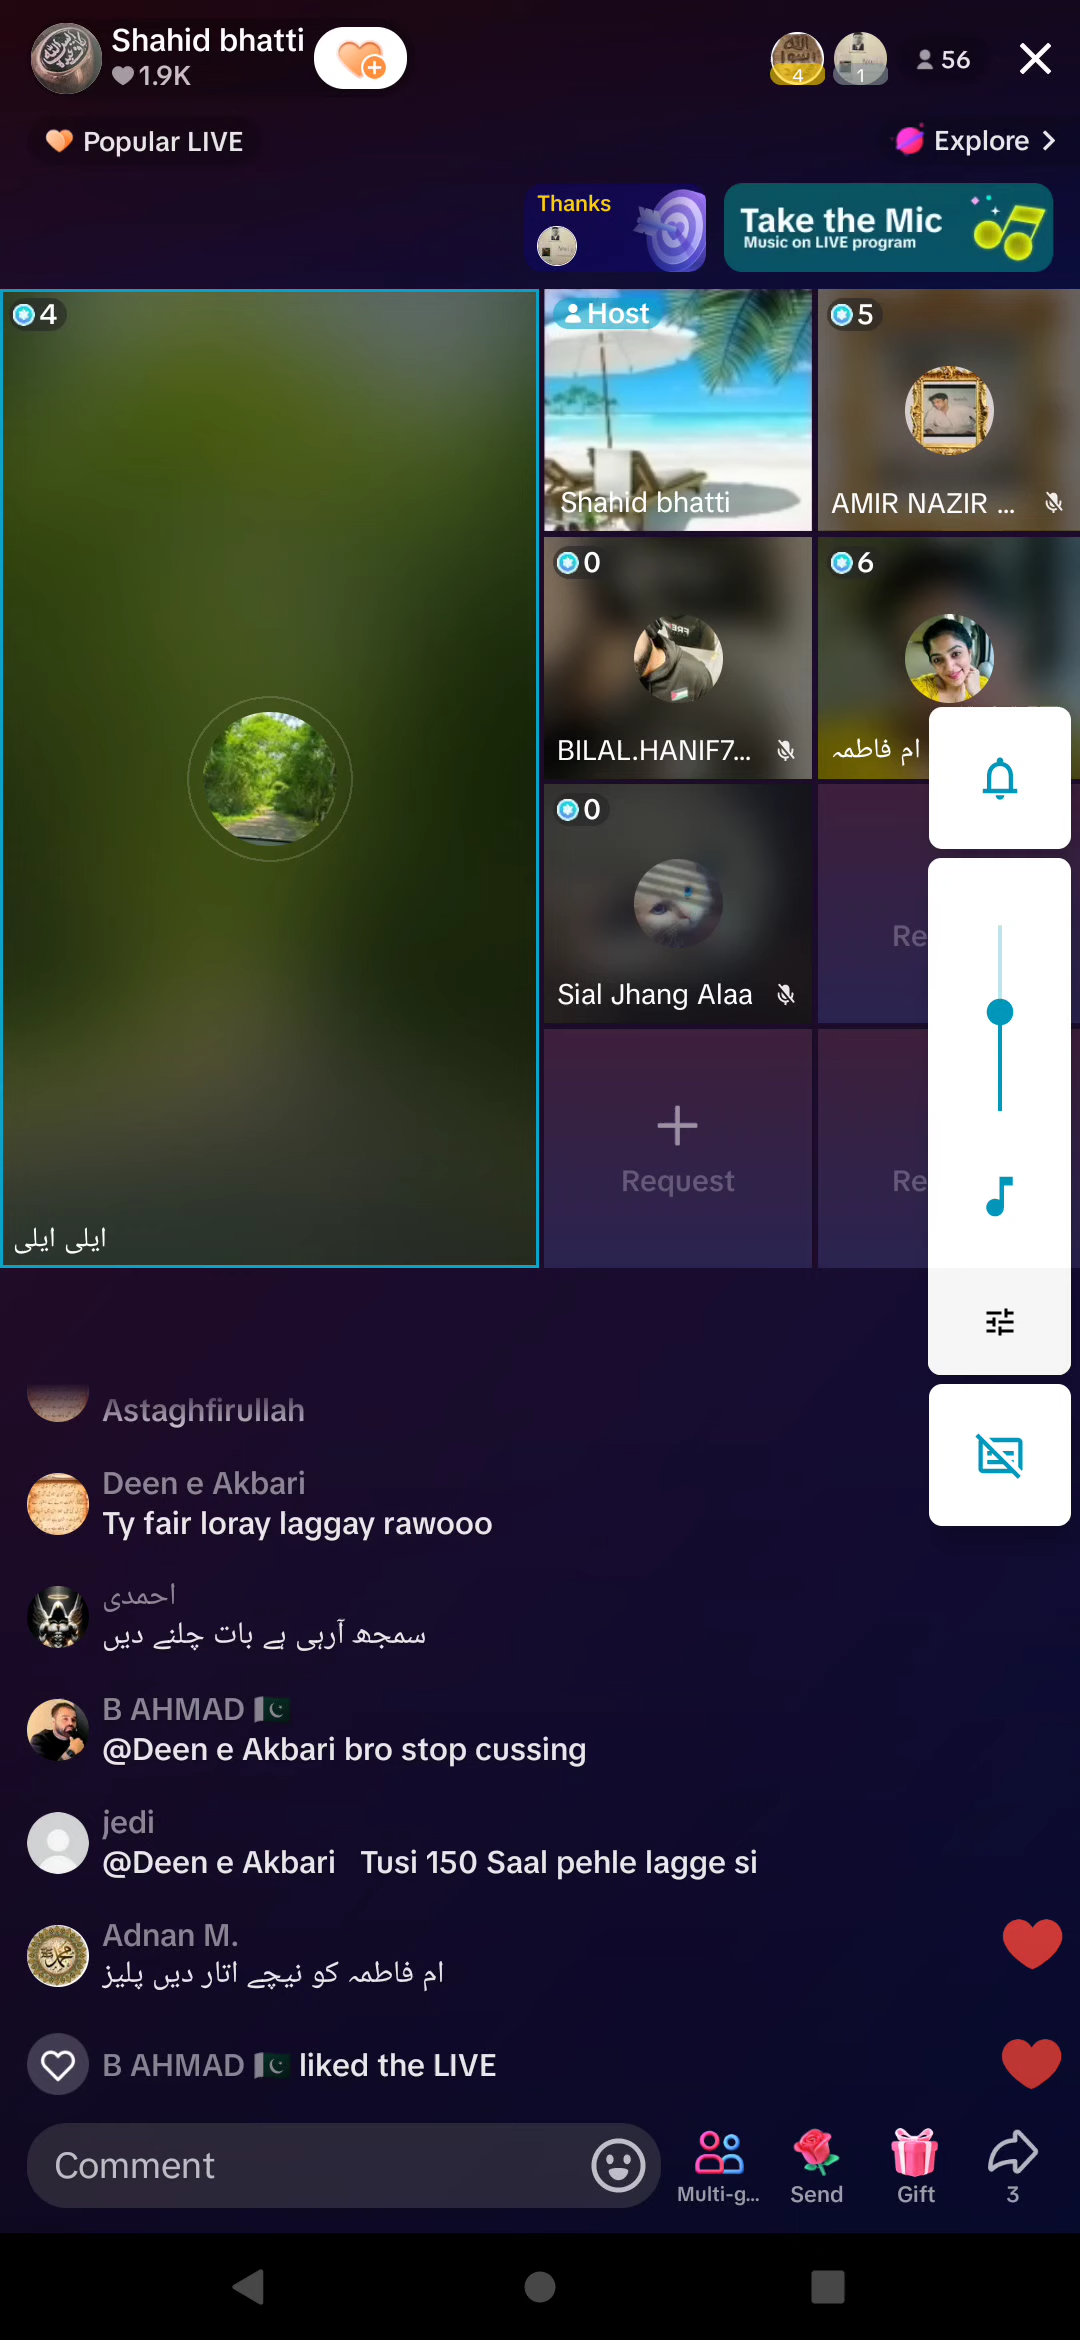 Shahid bhatti
1.9K
4
1
56
Popular LIVE
Explore
Thanks
Take the Mic
Music on LIVE program
4
ایلی ایلی
Host
Shahid bhatti
5
AMIR NAZIR ...
0
BILAL.HANIF7...
6
ام فاطمہ
0
Sial Jhang Alaa
Re
Request
Re
Astaghfirullah
Deen e Akbari
Ty fair loray laggay rawooo
احمدی
سمجھ آرہی ہے بات چلنے دیں
B AHMAD 🇵🇰
@Deen e Akbari bro stop cussing
jedi
@Deen e Akbari Tusi 150 Saal pehle lagge si
Adnan M.
ام فاطمہ کو نیچے اتار دیں پلیز
B AHMAD 🇵🇰 liked the LIVE
Comment
Multi-g...
Send
Gift
3